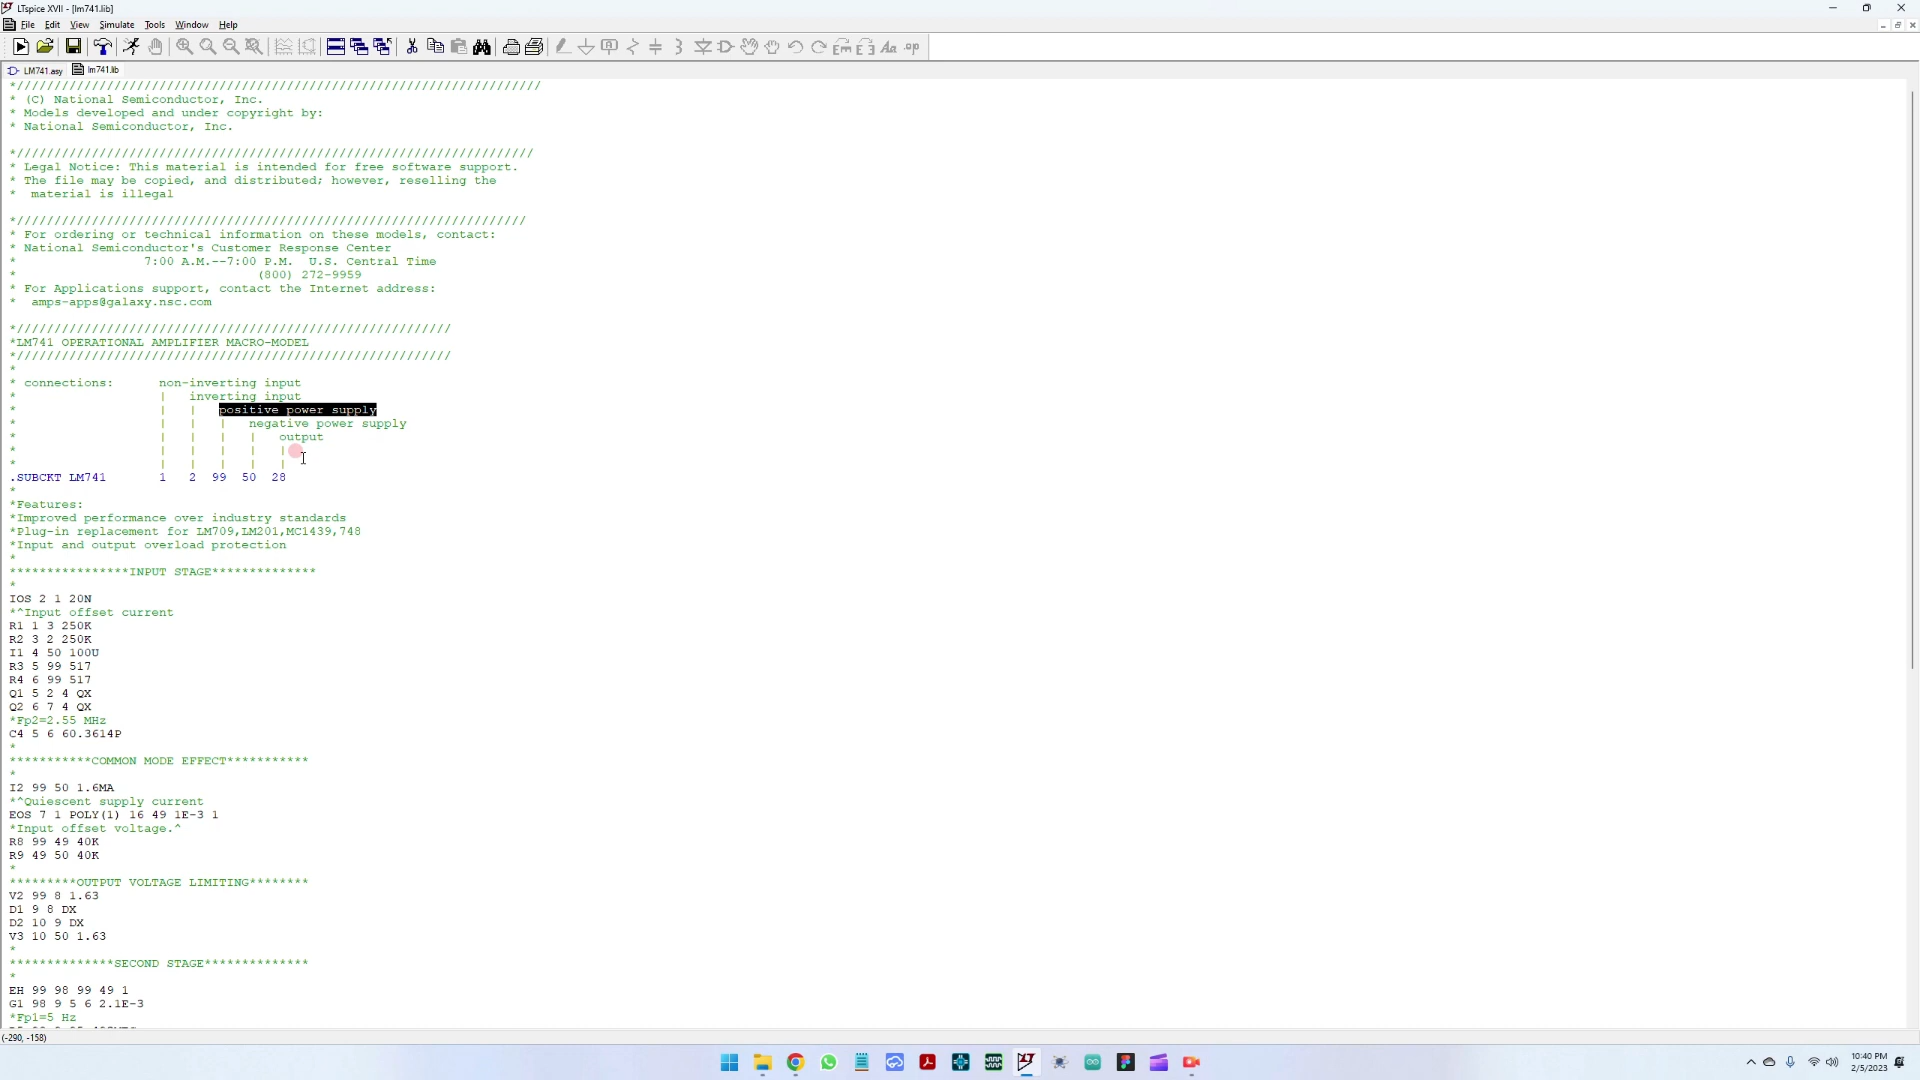 LTspice XVII - [lm741.lib]
File Edit View Simulate Tools Window Help
LM741.asy lm741.lib
*//////////////////////////////////////////////////////////////////////
* (C) National Semiconductor, Inc.
* Models developed and under copyright by:
* National Semiconductor, Inc.
*/////////////////////////////////////////////////////////////////////
* Legal Notice: This material is intended for free software support.
* The file may be copied, and distributed; however, reselling the
*  material is illegal
*////////////////////////////////////////////////////////////////////
* For ordering or technical information on these models, contact:
* National Semiconductor's Customer Response Center
*                 7:00 A.M.--7:00 P.M.  U.S. Central Time
*                                (800) 272-9959
* For Applications support, contact the Internet address:
*  amps-apps@galaxy.nsc.com
*//////////////////////////////////////////////////////////
*LM741 OPERATIONAL AMPLIFIER MACRO-MODEL
*//////////////////////////////////////////////////////////
*
* connections:      non-inverting input
*                   |   inverting input
*                   |   |   positive power supply
*                   |   |   |   negative power supply
*                   |   |   |   |   output
*                   |   |   |   |   |
*                   |   |   |   |   |
.SUBCKT LM741       1   2  99  50  28
*
*Features:
*Improved performance over industry standards
*Plug-in replacement for LM709,LM201,MC1439,748
*Input and output overload protection
*
****************INPUT STAGE**************
*
IOS 2 1 20N
*^Input offset current
R1 1 3 250K
R2 3 2 250K
I1 4 50 100U
R3 5 99 517
R4 6 99 517
Q1 5 2 4 QX
Q2 6 7 4 QX
*Fp2=2.55 MHz
C4 5 6 60.3614P
*
***********COMMON MODE EFFECT***********
*
I2 99 50 1.6MA
*^Quiescent supply current
EOS 7 1 POLY(1) 16 49 1E-3 1
*Input offset voltage.^
R8 99 49 40K
R9 49 50 40K
*
*********OUTPUT VOLTAGE LIMITING********
V2 99 8 1.63
D1 9 8 DX
D2 10 9 DX
V3 10 50 1.63
*
**************SECOND STAGE**************
*
EH 99 98 99 49 1
G1 98 9 5 6 2.1E-3
*Fp1=5 Hz
(-290, -158)
10:40 PM
2/5/2023